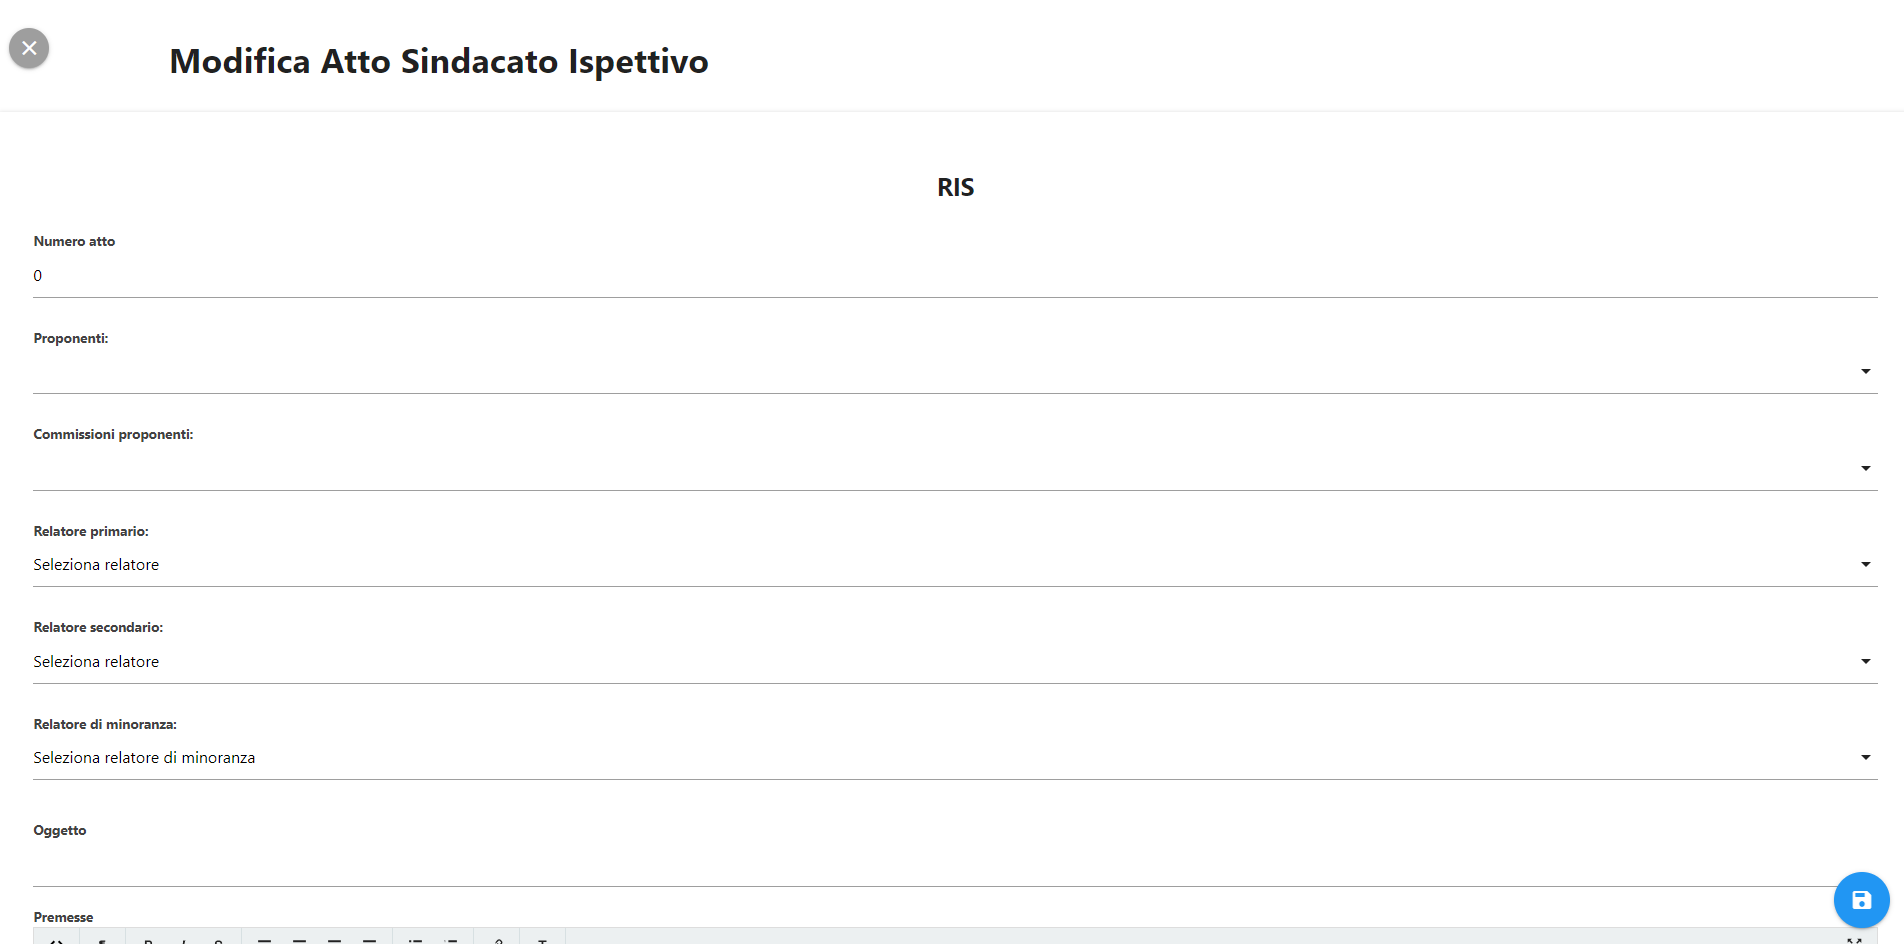 Modifica Atto Sindacato Ispettivo
RIS
Numero atto
0
Proponenti:
Commissioni proponenti:
Relatore primario:
Seleziona relatore
Relatore secondario:
Seleziona relatore
Relatore di minoranza:
Seleziona relatore di minoranza
Oggetto
Premesse